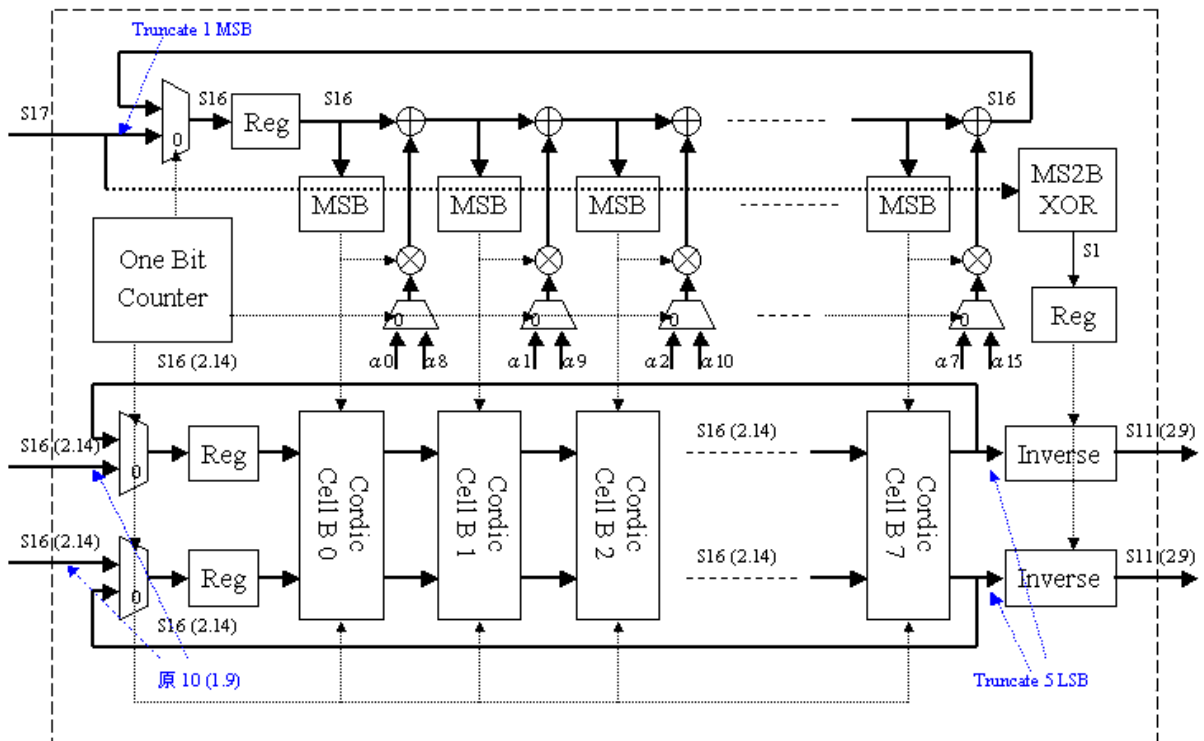 Truncate 1 MSB
S17
S16
S16
S16
0
Reg
MSB
MSB
MSB
MSB
MS2B
XOR
S1
One Bit
Counter
Reg
0
0
0
0
α0
α8
α1
α9
α2
α10
α7
α15
S16 (2.14)
S16 (2.14)
0
Reg
Cordic
Cell B 0
Cordic
Cell B 1
Cordic
Cell B 2
S16 (2.14)
Cordic
Cell B 7
Inverse
S11 (2.9)
S16 (2.14)
0
Reg
S16 (2.14)
Inverse
S11 (2.9)
S16 (2.14)
原 10 (1.9)
Truncate 5 LSB